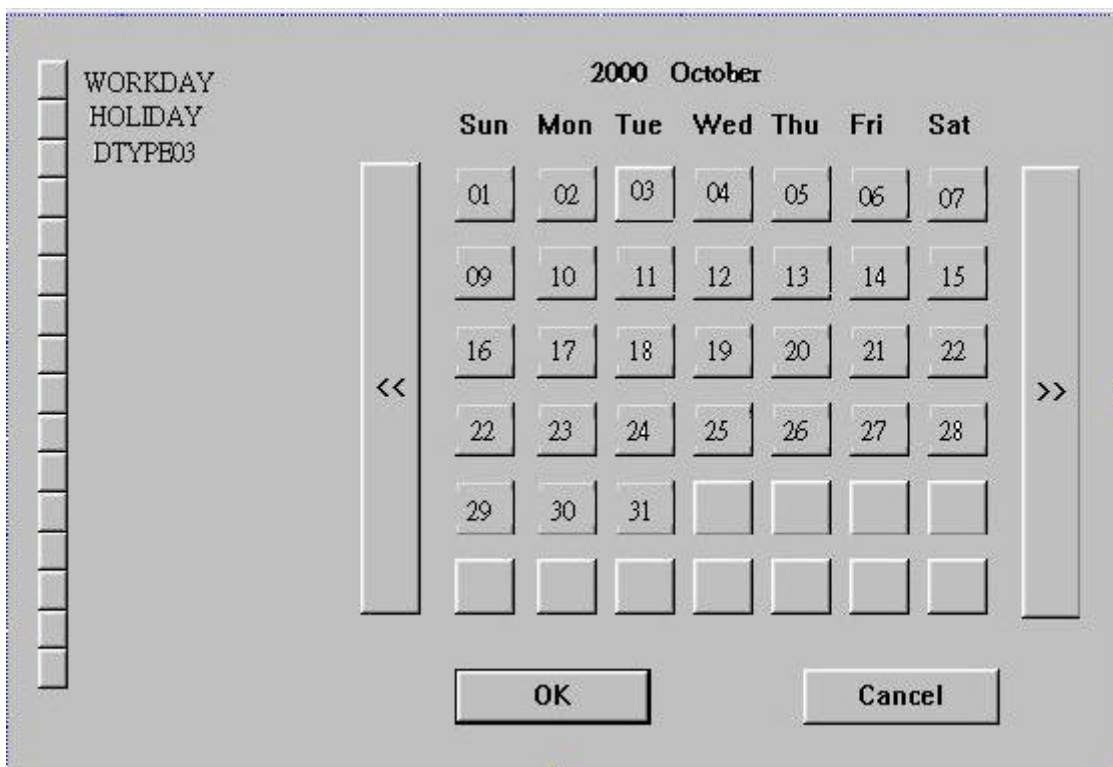 WORKDAY
HOLIDAY
DTYPE03
2000 October
Sun Mon Tue Wed Thu Fri Sat
01 02 03 04 05 06 07
09 10 11 12 13 14 15
16 17 18 19 20 21 22
22 23 24 25 26 27 28
29 30 31
<<
>>
OK Cancel